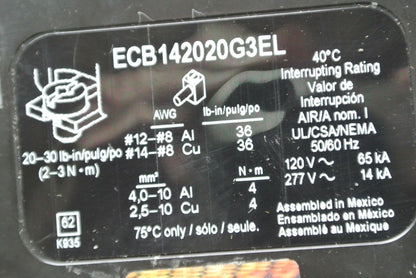 ECB142020G3EL
20–30 lb-in/pulg/po
(2–3 N·m)
62
K935
AWG lb-in/pulg/po
#12–#8 Al 36
#14–#8 Cu 36
mm² N·m
4,0–10 Al 4
2,5–10 Cu 4
75°C only / sólo / seule.
40°C
Interrupting Rating
Valor de
Interrupción
AIR/A nom. I
UL/CSA/NEMA
50/60 Hz
120 V ~ 65 kA
277 V ~ 14 kA
Assembled in Mexico
Ensamblado en México
Assemblé au Mexique